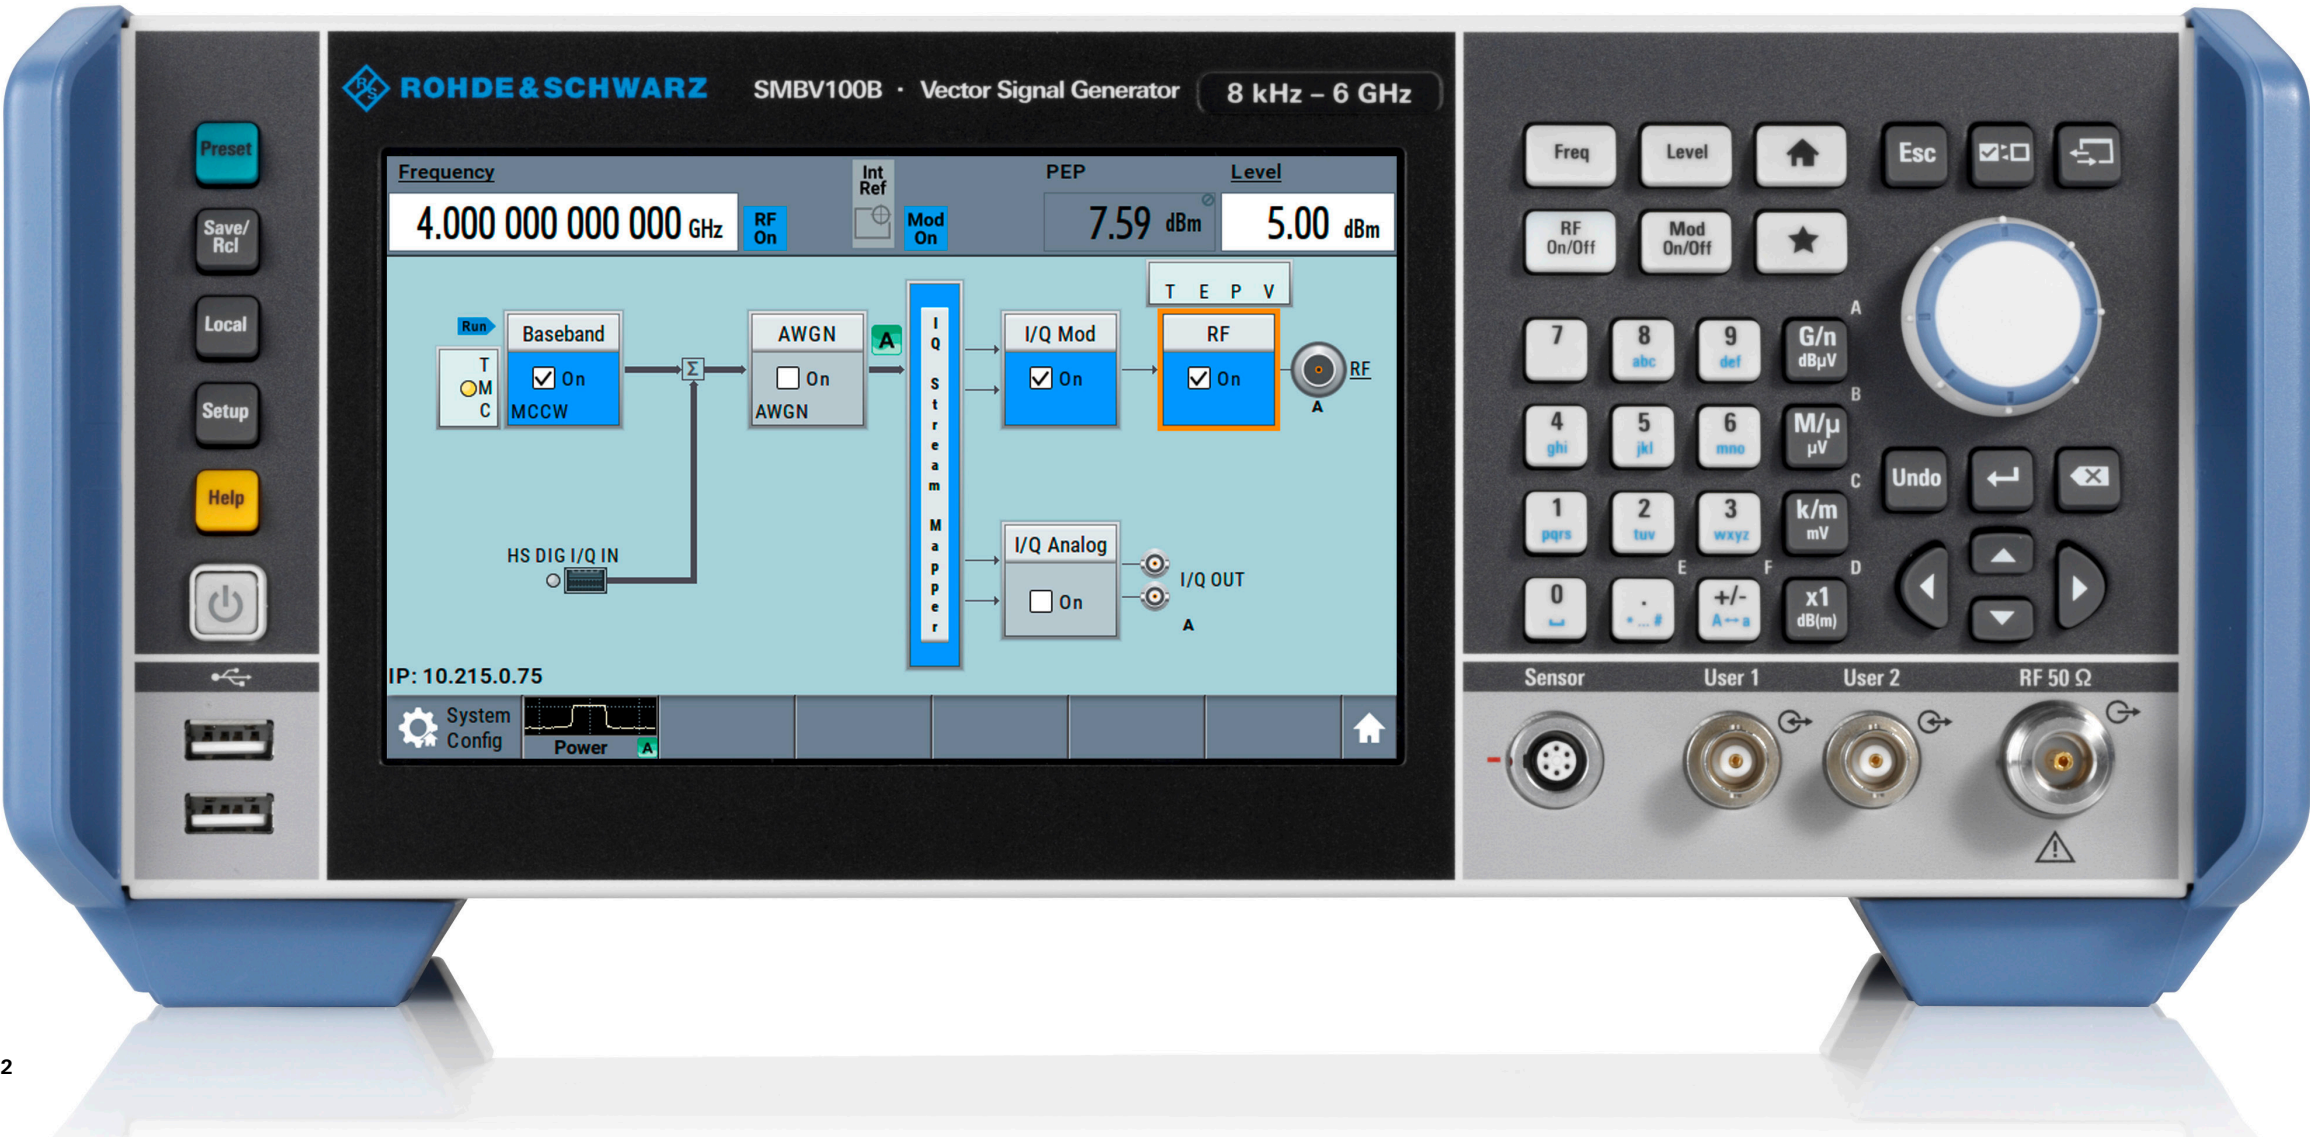 ROHDE & SCHWARZ
SMBV100B · Vector Signal Generator
8 kHz – 6 GHz
Preset
Save/
Rcl
Local
Setup
Help
Frequency
4.000 000 000 000 GHz
RF
On
Int
Ref
Mod
On
PEP
7.59 dBm
Level
5.00 dBm
T E P V
Run
T
M
C
Baseband
On
MCCW
Σ
AWGN
On
AWGN
A
IQ Stream Mapper
I/Q Mod
On
RF
On
RF
A
HS DIG I/Q IN
I/Q Analog
On
I/Q OUT
A
IP: 10.215.0.75
System
Config
Power A
Freq
Level
Esc
RF
On/Off
Mod
On/Off
A
7
8
abc
9
def
G/n
dBµV
B
4
ghi
5
jkl
6
mno
M/µ
µV
C
1
pqrs
2
tuv
3
wxyz
k/m
mV
E
F
D
0
.
* ... #
+/-
A↔a
x1
dB(m)
Undo
Sensor
User 1
User 2
RF 50 Ω
2